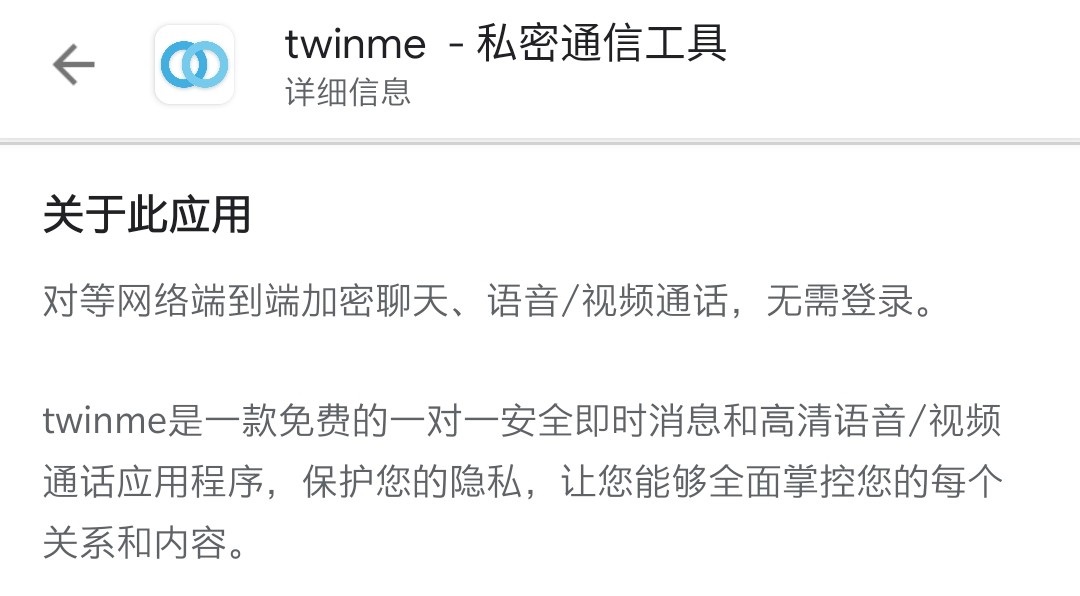 twinme - 私密通信工具
详细信息
关于此应用
对等网络端到端加密聊天、语音/视频通话，无需登录。
twinme是一款免费的一对一安全即时消息和高清语音/视频
通话应用程序，保护您的隐私，让您能够全面掌控您的每个
关系和内容。